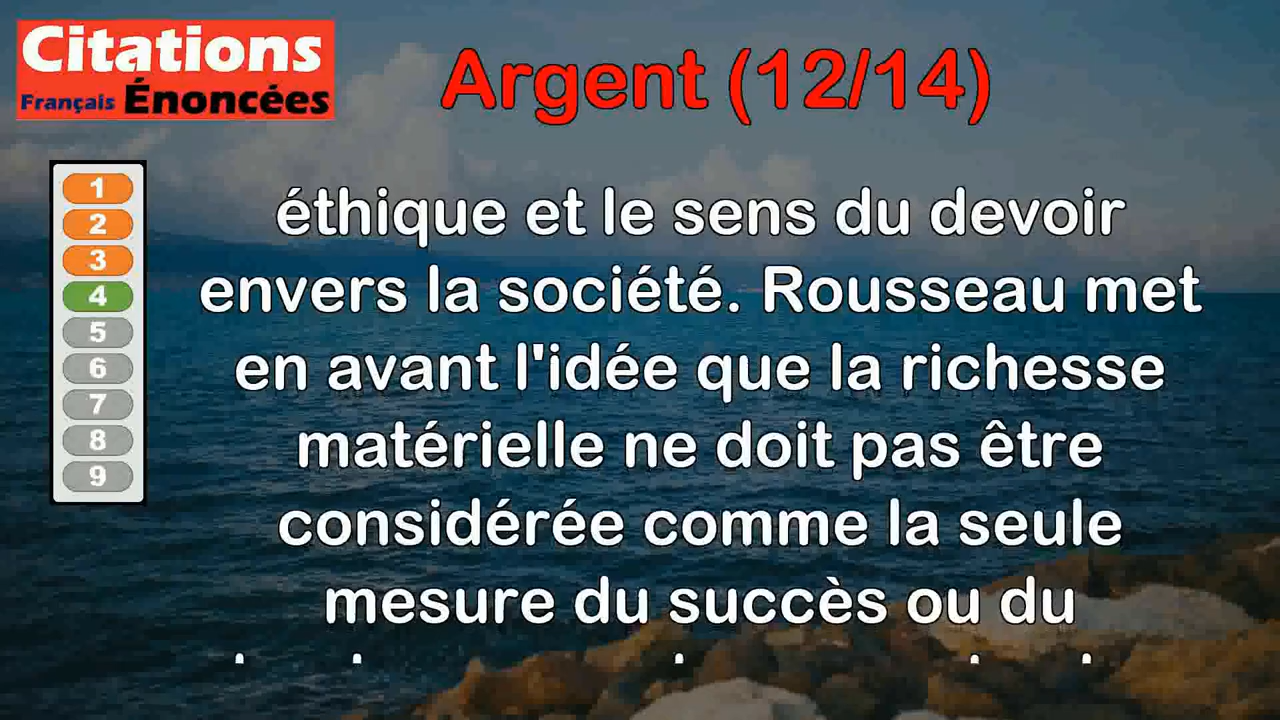 Citations
Français Énoncées
Argent (12/14)
1
2
3
4
5
6
7
8
9
éthique et le sens du devoir
envers la société. Rousseau met
en avant l'idée que la richesse
matérielle ne doit pas être
considérée comme la seule
mesure du succès ou du